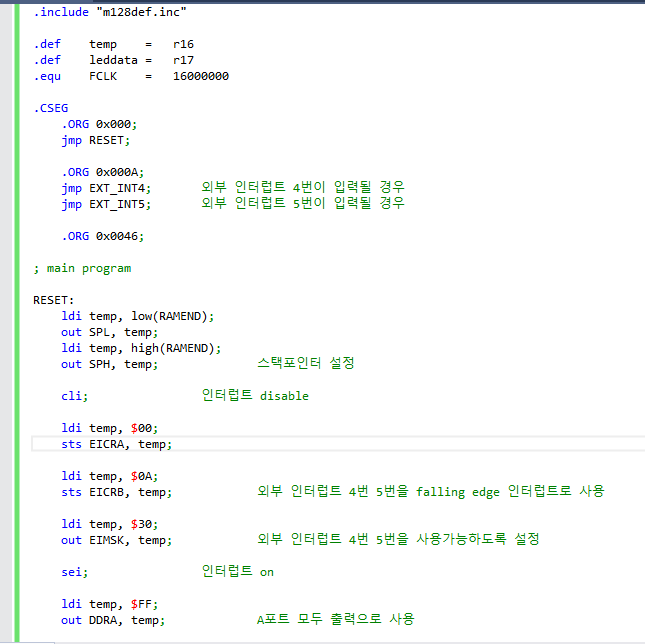 .include "m128def.inc"
.def    temp    =   r16
.def    leddata =   r17
.equ    FCLK    =   16000000
.CSEG
    .ORG 0x000;
    jmp RESET;
    .ORG 0x000A;
    jmp EXT_INT4;       외부 인터럽트 4번이 입력될 경우
    jmp EXT_INT5;       외부 인터럽트 5번이 입력될 경우
    .ORG 0x0046;
; main program
RESET:
    ldi temp, low(RAMEND);
    out SPL, temp;
    ldi temp, high(RAMEND);
    out SPH, temp;              스택포인터 설정
    cli;                인터럽트 disable
    ldi temp, $00;
    sts EICRA, temp;
    ldi temp, $0A;
    sts EICRB, temp;            외부 인터럽트 4번 5번을 falling edge 인터럽트로 사용
    ldi temp, $30;
    out EIMSK, temp;            외부 인터럽트 4번 5번을 사용가능하도록 설정
    sei;                인터럽트 on
    ldi temp, $FF;
    out DDRA, temp;             A포트 모두 출력으로 사용